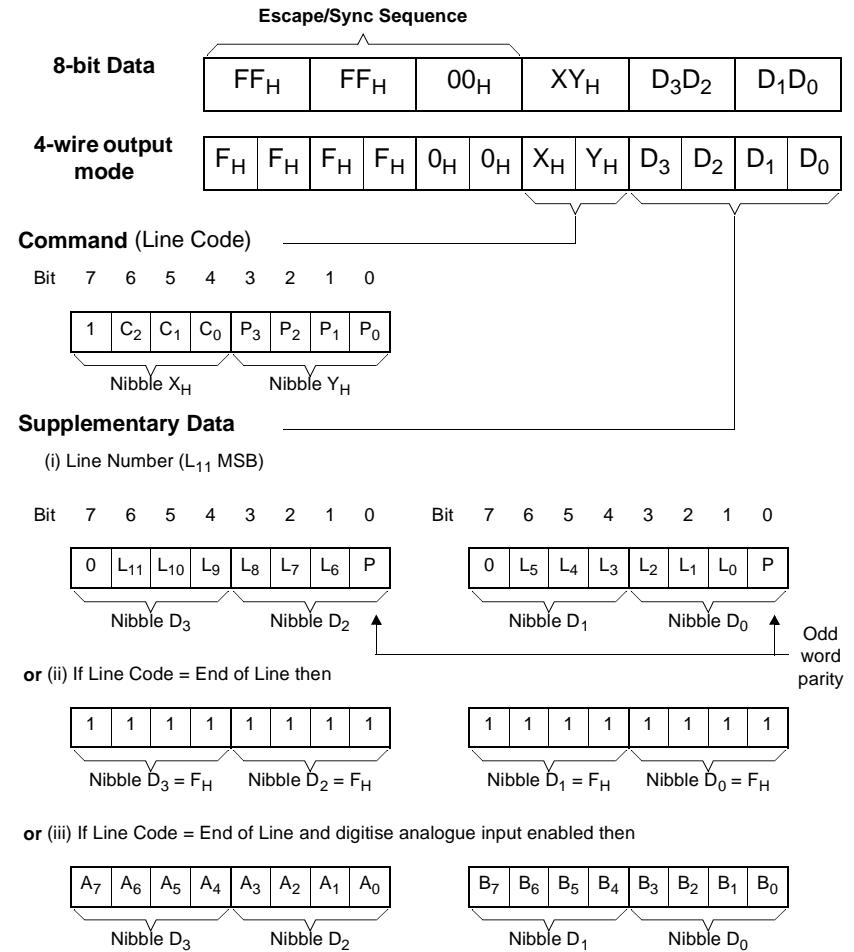 Escape/Sync Sequence
8-bit Data
FFH FFH 00H XYH D3D2 D1D0
4-wire output
mode
FH FH FH FH 0H 0H XH YH D3 D2 D1 D0
Command (Line Code)
Bit 7 6 5 4 3 2 1 0
1 C2 C1 C0 P3 P2 P1 P0
Nibble XH Nibble YH
Supplementary Data
(i) Line Number (L11 MSB)
Bit 7 6 5 4 3 2 1 0 Bit 7 6 5 4 3 2 1 0
0 L11 L10 L9 L8 L7 L6 P 0 L5 L4 L3 L2 L1 L0 P
Nibble D3 Nibble D2 Nibble D1 Nibble D0
Odd
word
parity
or (ii) If Line Code = End of Line then
1 1 1 1 1 1 1 1 1 1 1 1 1 1 1 1
Nibble D3 = FH Nibble D2 = FH Nibble D1 = FH Nibble D0 = FH
or (iii) If Line Code = End of Line and digitise analogue input enabled then
A7 A6 A5 A4 A3 A2 A1 A0 B7 B6 B5 B4 B3 B2 B1 B0
Nibble D3 Nibble D2 Nibble D1 Nibble D0